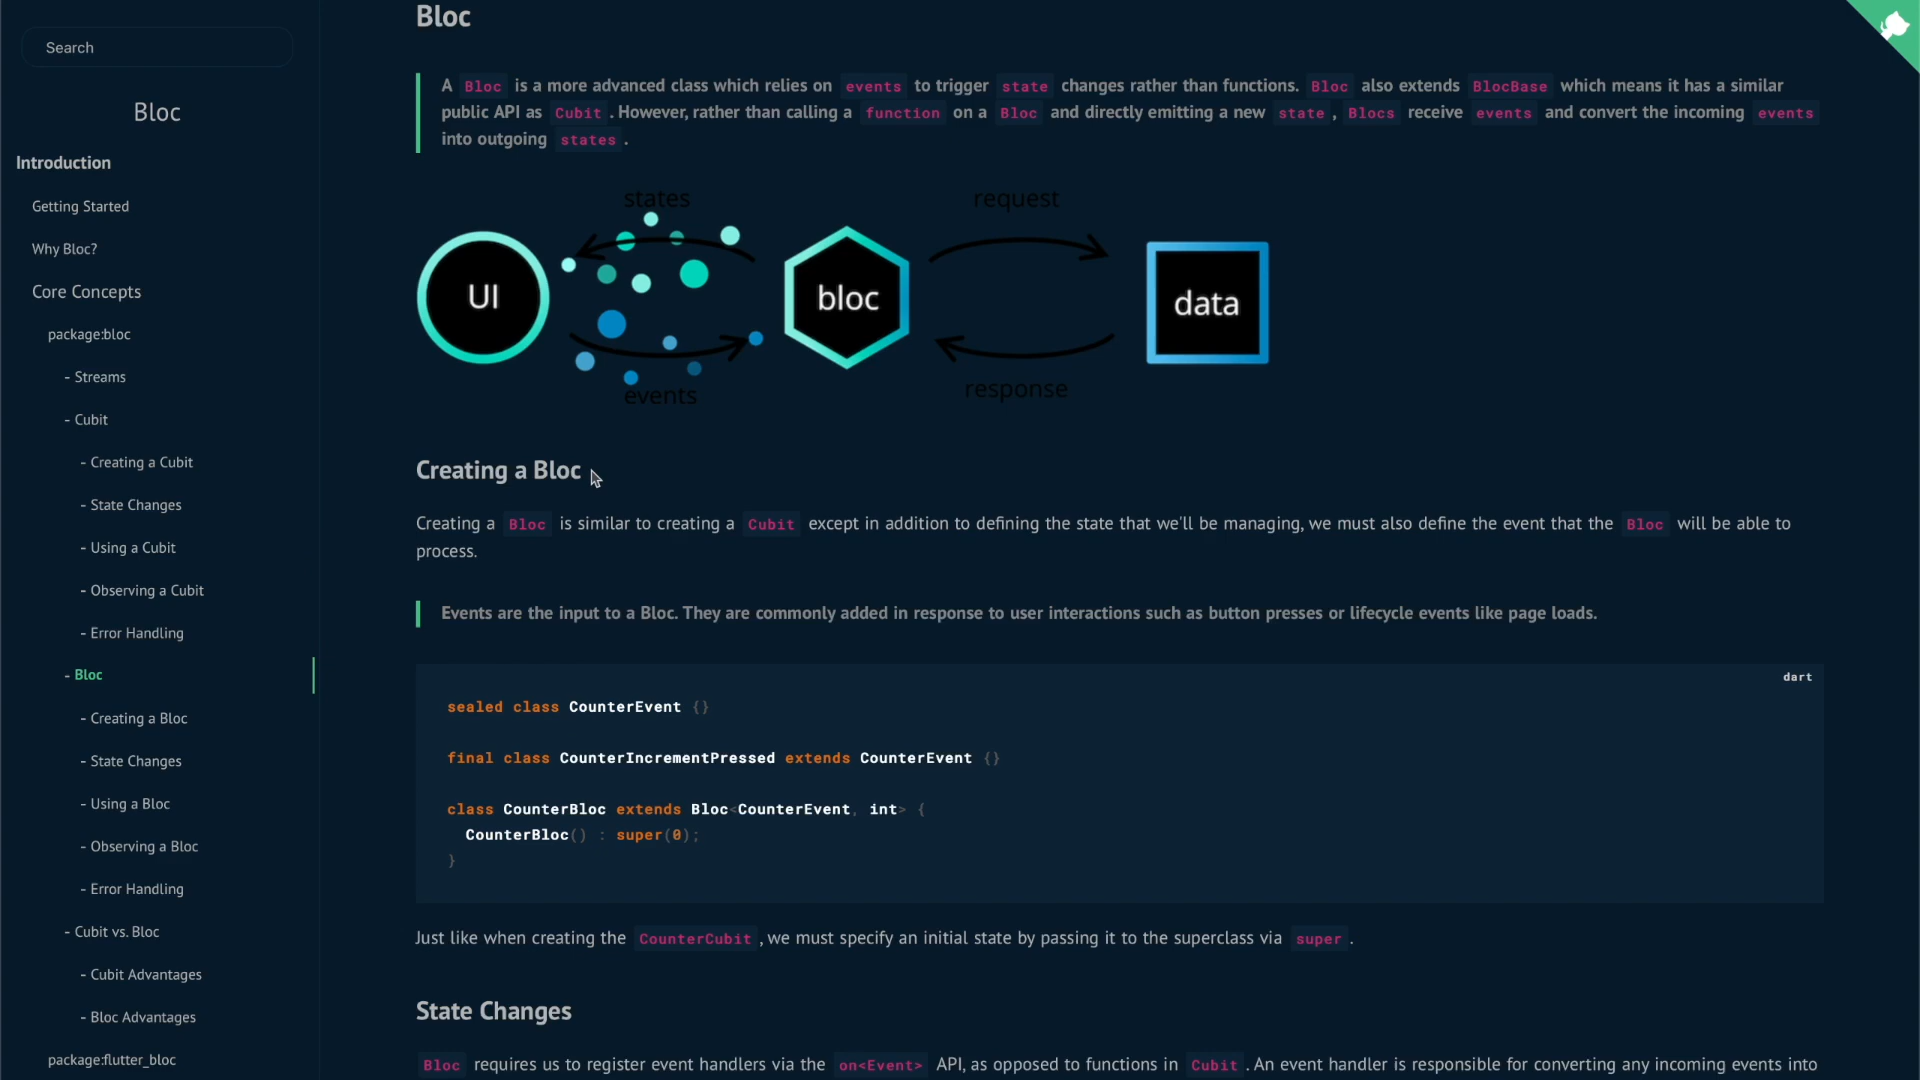 Search
Bloc
Introduction
Getting Started
Why Bloc?
Core Concepts
package:bloc
- Streams
- Cubit
- Creating a Cubit
- State Changes
- Using a Cubit
- Observing a Cubit
- Error Handling
- Bloc
- Creating a Bloc
- State Changes
- Using a Bloc
- Observing a Bloc
- Error Handling
- Cubit vs. Bloc
- Cubit Advantages
- Bloc Advantages
package:flutter_bloc
Bloc
A Bloc is a more advanced class which relies on events to trigger state changes rather than functions. Bloc also extends BlocBase which means it has a similar
public API as Cubit . However, rather than calling a function on a Bloc and directly emitting a new state , Blocs receive events and convert the incoming events
into outgoing states .
states
request
UI
bloc
data
events
response
Creating a Bloc
Creating a Bloc is similar to creating a Cubit except in addition to defining the state that we'll be managing, we must also define the event that the Bloc will be able to
process.
Events are the input to a Bloc. They are commonly added in response to user interactions such as button presses or lifecycle events like page loads.
dart
sealed class CounterEvent {}
final class CounterIncrementPressed extends CounterEvent {}
class CounterBloc extends Bloc<CounterEvent, int> {
CounterBloc() : super(0);
}
Just like when creating the CounterCubit , we must specify an initial state by passing it to the superclass via super .
State Changes
Bloc requires us to register event handlers via the on<Event> API, as opposed to functions in Cubit . An event handler is responsible for converting any incoming events into